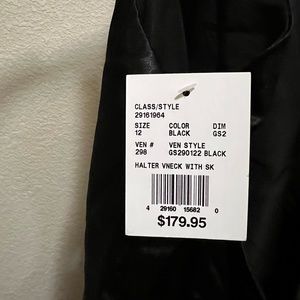 CLASS/STYLE
29161964
SIZE COLOR DIM
12 BLACK GS2
VEN # VEN STYLE
298 GS290122 BLACK
HALTER VNECK WITH SK
4 29160 15682 0
$179.95